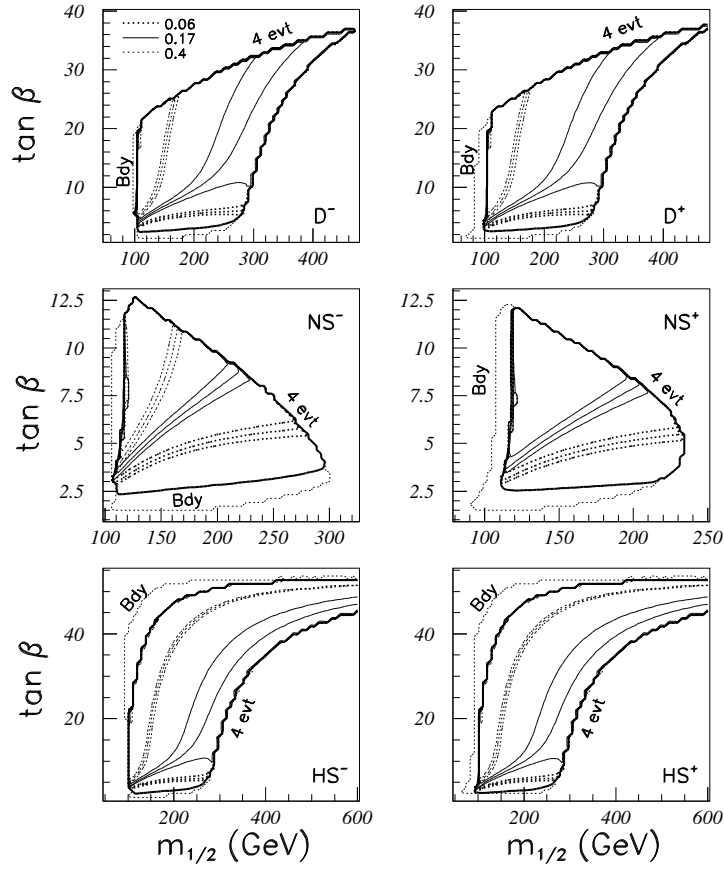 40
30
20
10
tan β
0.06
0.17
0.4
4 evt
Bdy
D⁻
100 200 300 400
40
30
20
10
4 evt
Bdy
D⁺
100 200 300 400
12.5
10
7.5
5
2.5
tan β
NS⁻
4 evt
Bdy
100 150 200 250 300
12.5
10
7.5
5
2.5
NS⁺
4 evt
Bdy
100 150 200 250
40
20
tan β
Bdy
4 evt
HS⁻
200 400 600
m₁/₂ (GeV)
40
20
Bdy
4 evt
HS⁺
200 400 600
m₁/₂ (GeV)